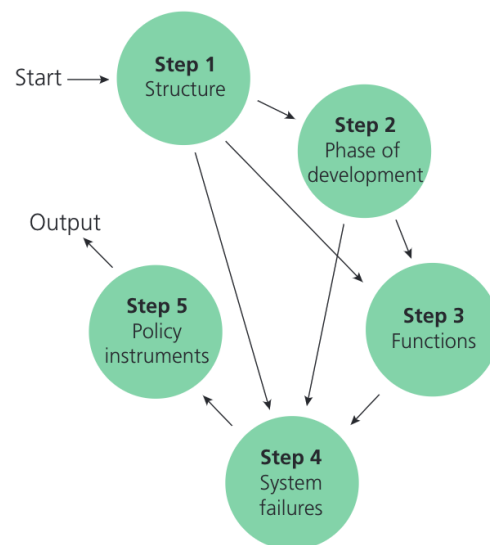 Start
Step 1
Structure
Step 2
Phase of
development
Step 3
Functions
Step 4
System
failures
Step 5
Policy
instruments
Output